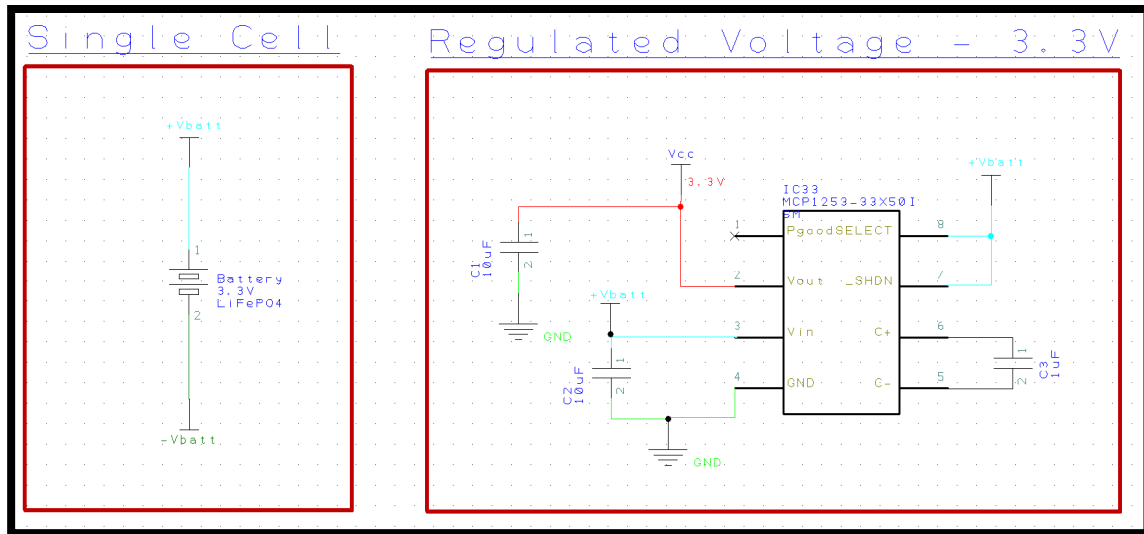 Single Cell
+Vbatt
1
Battery
3.3V
LiFePO4
2
-Vbatt
Regulated Voltage - 3.3V
Vcc
3.3V
1
C1
10uF
2
GND
+Vbatt
1
C2
10uF
2
GND
IC33
MCP1253-33X50I
SM
1 PgoodSELECT 8
2 Vout _SHDN 7
3 Vin C+ 6
4 GND C- 5
+Vbatt
1
C3
1uF
2